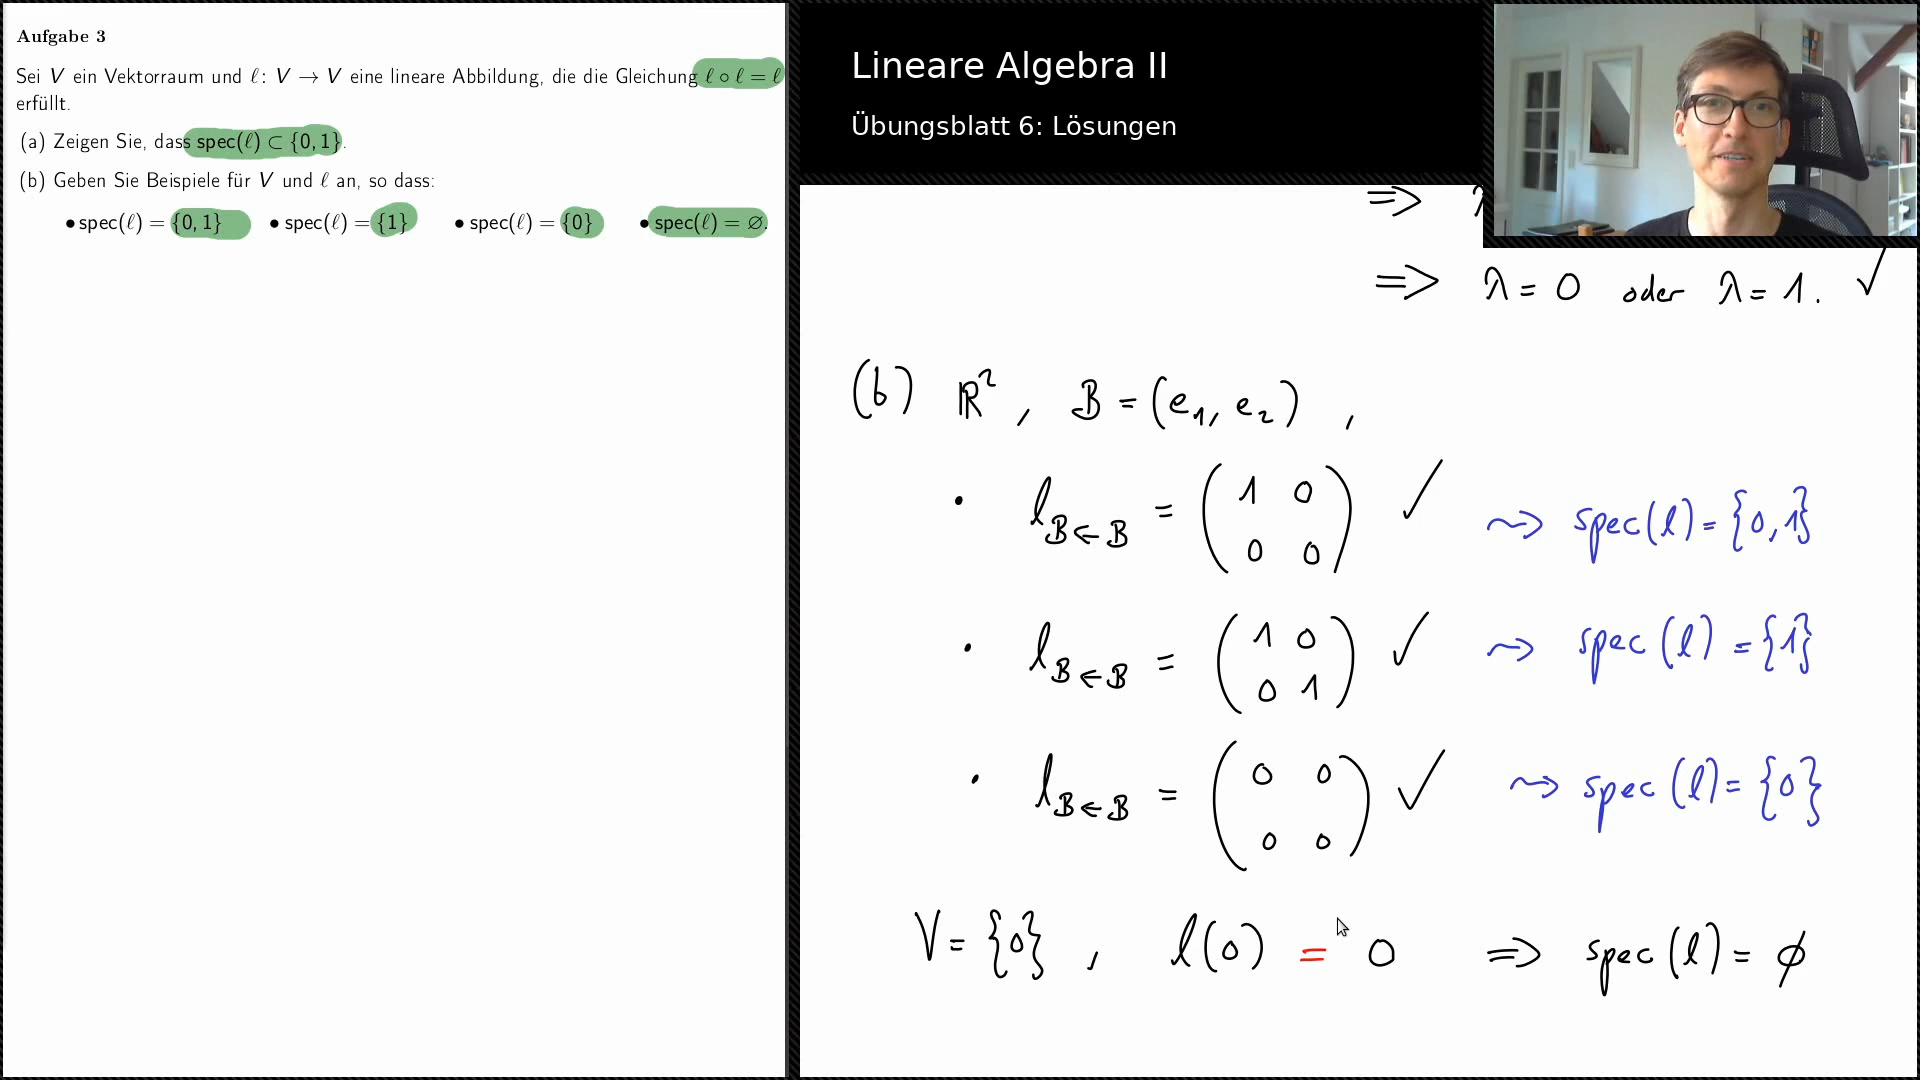 Aufgabe 3
Sei V ein Vektorraum und ℓ: V → V eine lineare Abbildung, die die Gleichung ℓ ∘ ℓ = ℓ
erfüllt.
(a) Zeigen Sie, dass spec(ℓ) ⊂ {0, 1}.
(b) Geben Sie Beispiele für V und ℓ an, so dass:
• spec(ℓ) = {0, 1} • spec(ℓ) = {1} • spec(ℓ) = {0} • spec(ℓ) = ∅.
Lineare Algebra II
Übungsblatt 6: Lösungen
⇒
⇒ λ = 0 oder λ = 1. ✓
(b) ℝ², B = (e₁, e₂),
• ℓ_{B←B} = (1 0 ✓ ⇝ spec(ℓ) = {0, 1}
0 0)
• ℓ_{B←B} = (1 0 ✓ ⇝ spec(ℓ) = {1}
0 1)
• ℓ_{B←B} = (0 0 ✓ ⇝ spec(ℓ) = {0}
0 0)
V = {0}, ℓ(0) = 0 ⇒ spec(ℓ) = ∅